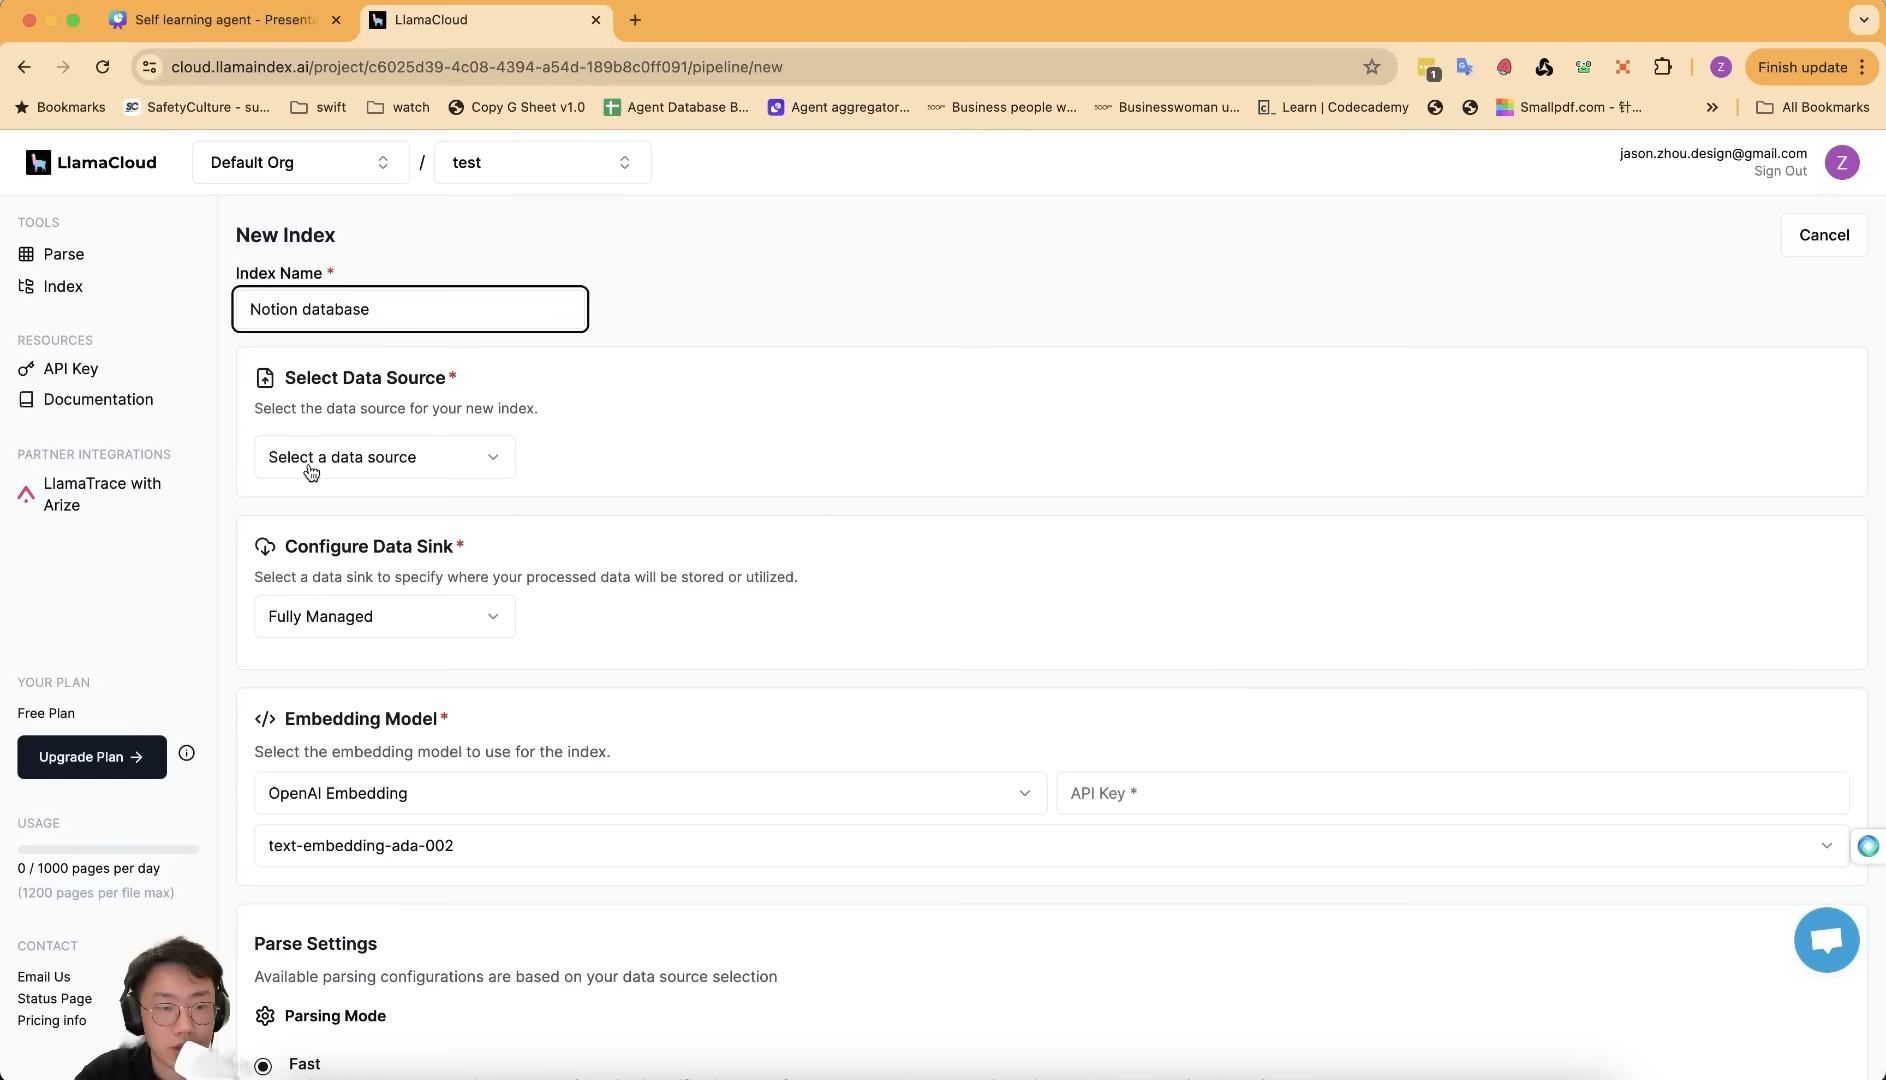 Self learning agent - Presenta
LlamaCloud
cloud.llamaindex.ai/project/c6025d39-4c08-4394-a54d-189b8c0ff091/pipeline/new
1
Z
Finish update
Bookmarks
SafetyCulture - su...
swift
watch
Copy G Sheet v1.0
Agent Database B...
Agent aggregator...
Business people w...
Businesswoman u...
Learn | Codecademy
Smallpdf.com - 针...
All Bookmarks
LlamaCloud
Default Org
/
test
jason.zhou.design@gmail.com
Sign Out
Z
TOOLS
Parse
Index
RESOURCES
API Key
Documentation
PARTNER INTEGRATIONS
LlamaTrace with
Arize
YOUR PLAN
Free Plan
Upgrade Plan →
USAGE
0 / 1000 pages per day
(1200 pages per file max)
CONTACT
Email Us
Status Page
Pricing info
New Index
Cancel
Index Name *
Notion database
Select Data Source*
Select the data source for your new index.
Select a data source
Configure Data Sink*
Select a data sink to specify where your processed data will be stored or utilized.
Fully Managed
Embedding Model*
Select the embedding model to use for the index.
OpenAI Embedding
API Key *
text-embedding-ada-002
Parse Settings
Available parsing configurations are based on your data source selection
Parsing Mode
Fast